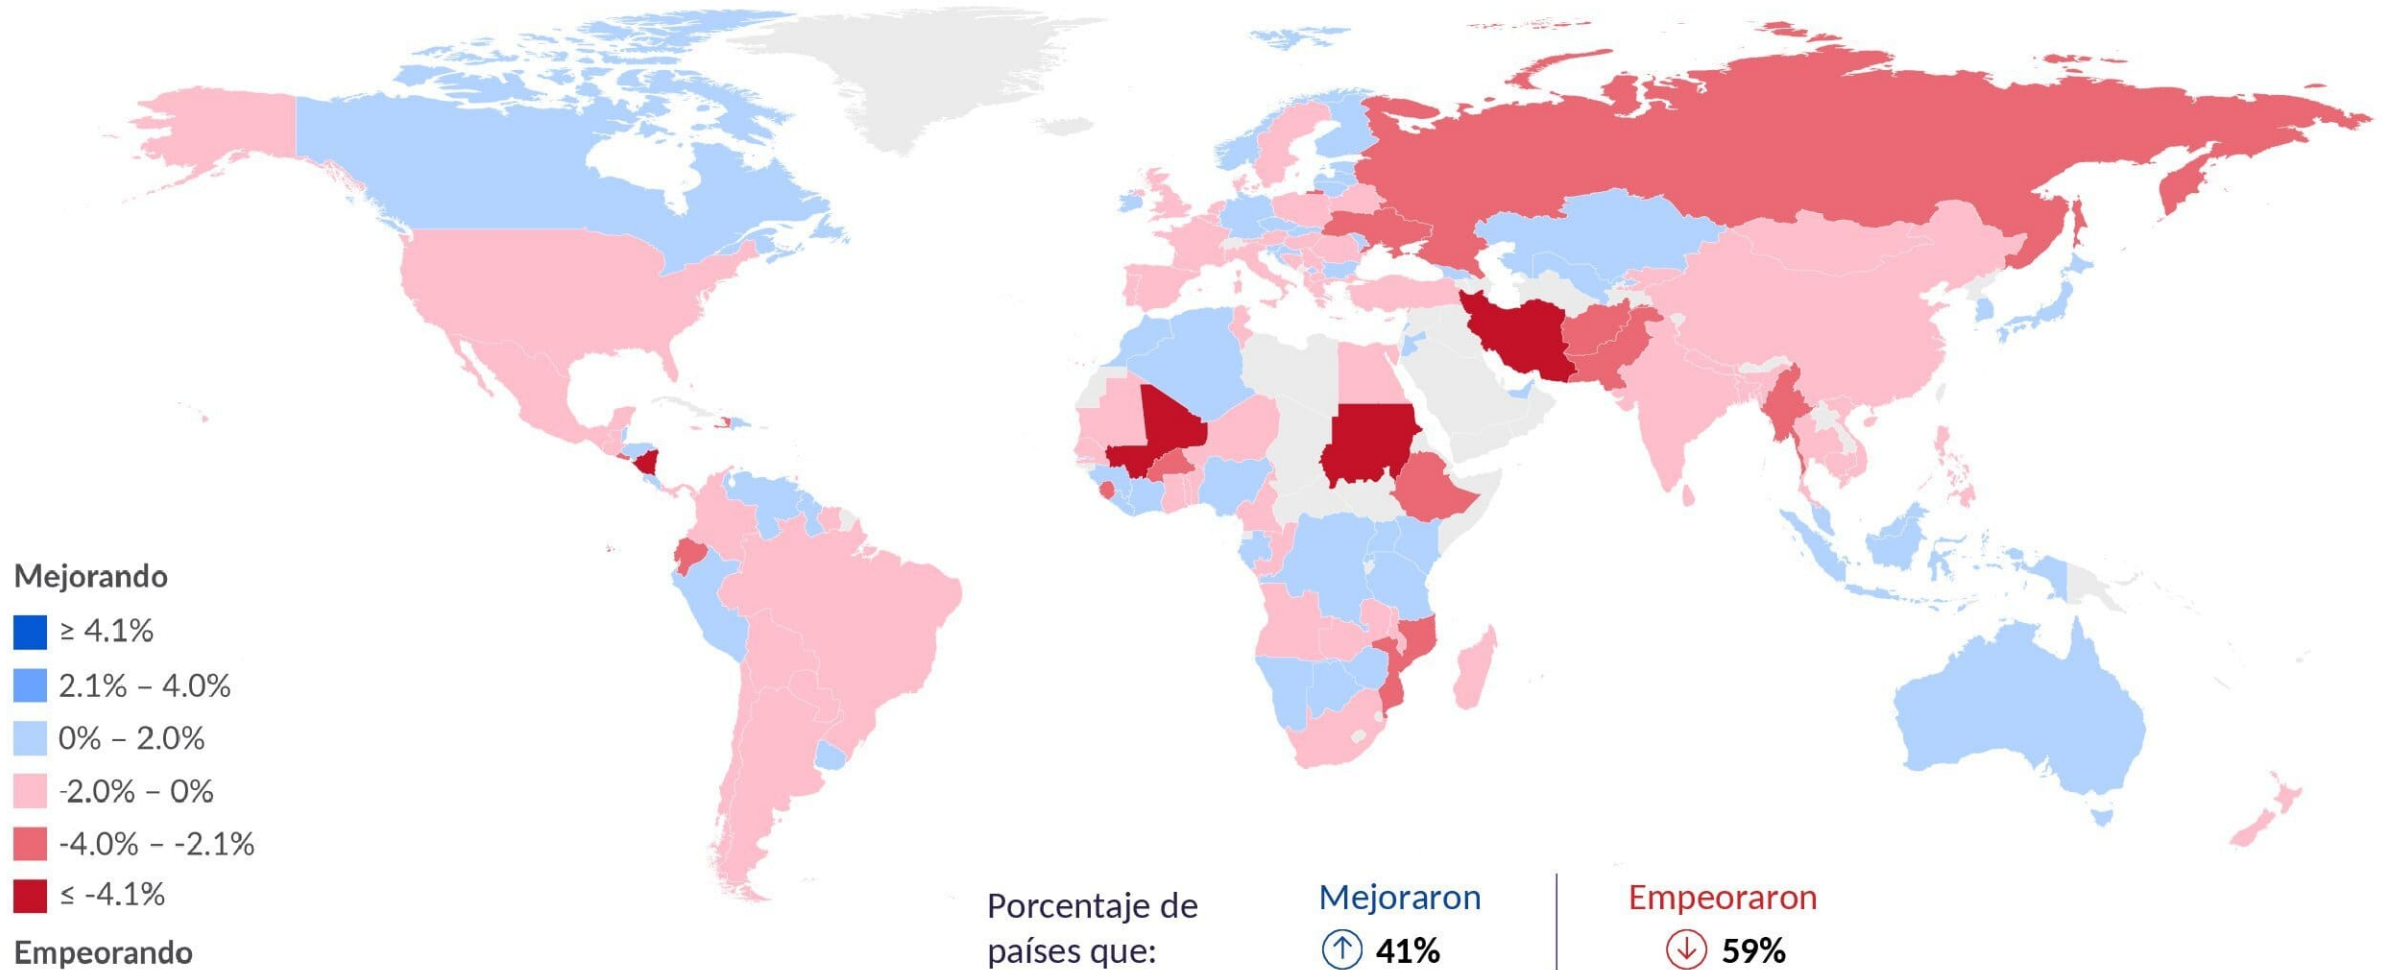 Mejorando
≥ 4.1%
2.1% – 4.0%
0% – 2.0%
-2.0% – 0%
-4.0% – -2.1%
≤ -4.1%
Empeorando
Porcentaje de
países que:
Mejoraron
41%
Empeoraron
59%